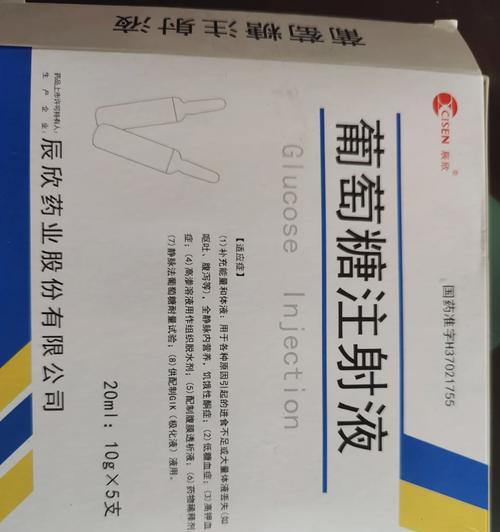 葡萄糖注射液
CISEN 辰欣®
国药准字H37021755
葡萄糖注射液
Glucose Injection
【适应症】
(1)补充能量和体液；用于各种原因引起的进食不足或大量体液丢失(如
呕吐、腹泻等)，全静脉内营养，饥饿性酮症；(2)低糖血症；(3)高钾血
症；(4)高渗溶液用作组织脱水剂；(5)配制腹膜透析液；(6)药物稀释剂
(7)静脉法葡萄糖耐量试验；(8)供配制GIK（极化液）液用。
20ml：10g×5支
药品上市许可持有人：
生产企业：
辰欣药业股份有限公司